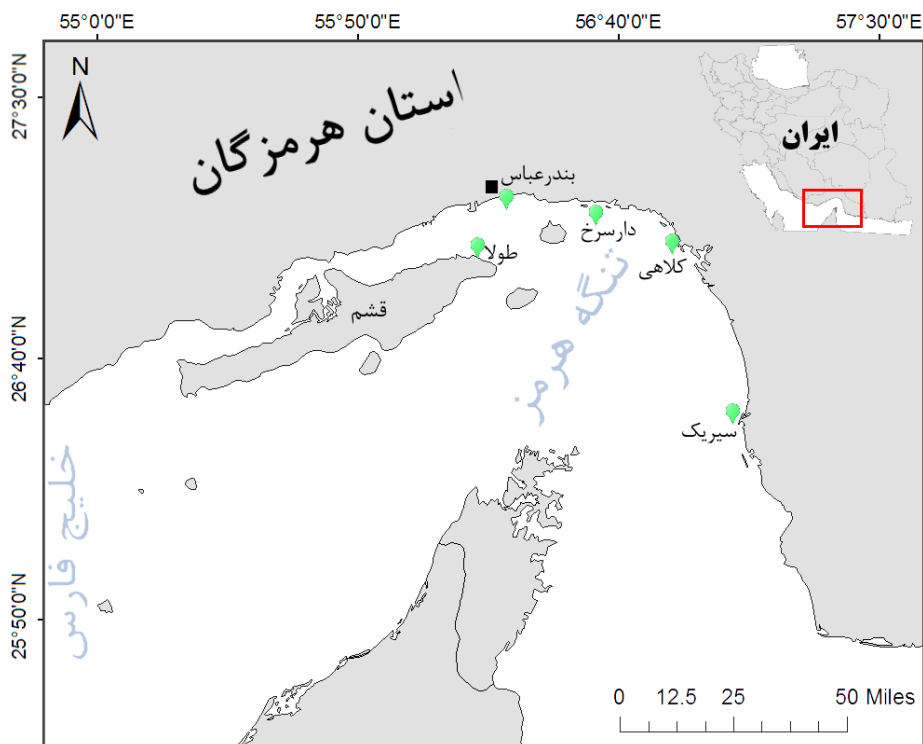 55°0'0"E
55°50'0"E
56°40'0"E
57°30'0"E
27°30'0"N
26°40'0"N
25°50'0"N
N
استان هرمزگان
ایران
بندرعباس
دارسرخ
کلاهی
طولا
قشم
تنگه هرمز
سیریک
خلیج فارس
0 12.5 25 50 Miles